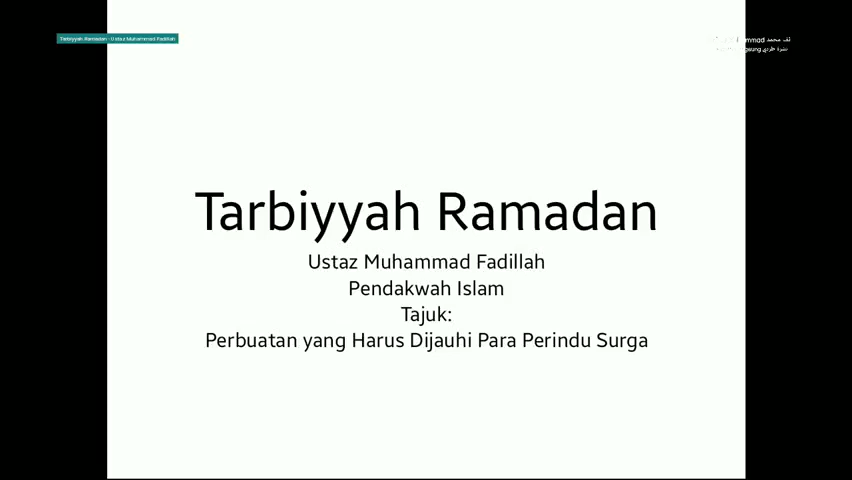 Tarbiyyah Ramadan - Ustaz Muhammad Fadillah
Tarbiyyah Ramadan
Ustaz Muhammad Fadillah
Pendakwah Islam
Tajuk:
Perbuatan yang Harus Dijauhi Para Perindu Surga